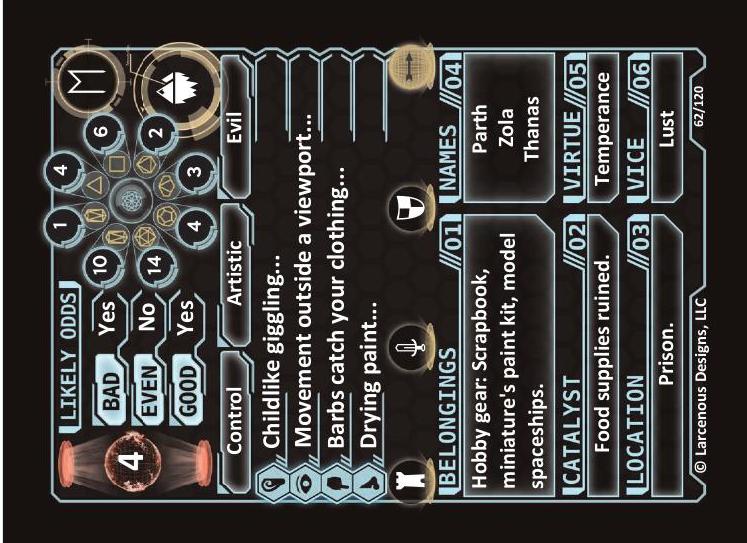 4
LIKELY ODDS
BAD Yes
EVEN No
GOOD Yes
1
4
6
2
3
4
14
10
Control Artistic Evil
Childlike giggling...
Movement outside a viewport...
Barbs catch your clothing...
Drying paint...
BELONGINGS //01
Hobby gear: Scrapbook,
miniature's paint kit, model
spaceships.
NAMES //04
Parth
Zola
Thanas
CATALYST //02
Food supplies ruined.
VIRTUE //05
Temperance
LOCATION //03
Prison.
VICE //06
Lust
© Larcenous Designs, LLC
62/120